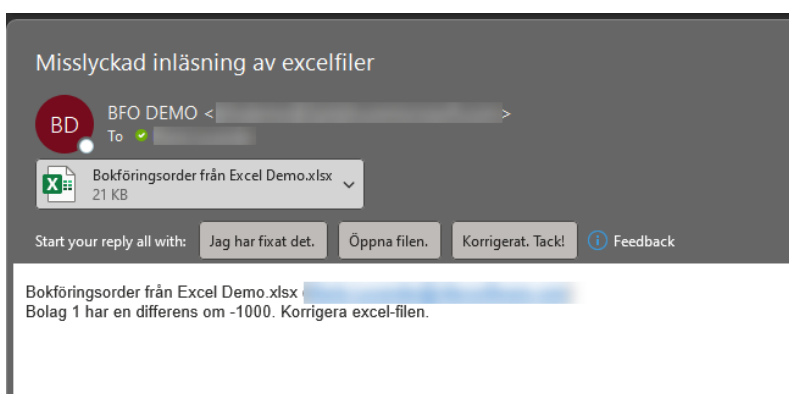 Misslyckad inläsning av excelfiler
BD
BFO DEMO < >
To
Bokföringsorder från Excel Demo.xlsx
21 KB
Start your reply all with: Jag har fixat det. Öppna filen. Korrigerat. Tack! Feedback
Bokföringsorder från Excel Demo.xlsx (
Bolag 1 har en differens om -1000. Korrigera excel-filen.